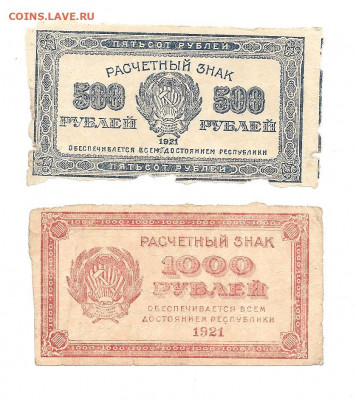 COINS.LAVE.RU
ПЯТЬСОТ РУБЛЕЙ
РАСЧЕТНЫЙ ЗНАК
500 500
РУБЛЕЙ РУБЛЕЙ
1921
ОБЕСПЕЧИВАЕТСЯ ВСЕМ ДОСТОЯНИЕМ РЕСПУБЛИКИ
ПЯТЬСОТ РУБЛЕЙ
РАСЧЕТНЫЙ ЗНАК
1000
РУБЛЕЙ
ОБЕСПЕЧИВАЕТСЯ ВСЕМ
ДОСТОЯНИЕМ РЕСПУБЛИКИ
1921